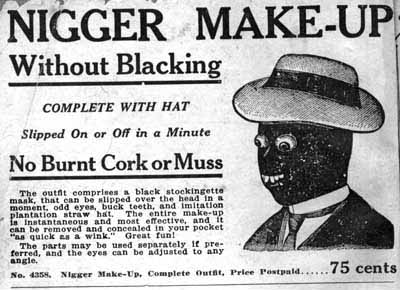 NIGGER MAKE-UP
Without Blacking
COMPLETE WITH HAT
Slipped On or Off in a Minute
No Burnt Cork or Muss
The outfit comprises a black stockingette
mask, that can be slipped over the head in a
moment, odd eyes, buck teeth, and imitation
plantation straw hat. The entire make-up
is instantaneous and most effective, and it
can be removed and concealed in your pocket
"as quick as a wink." Great fun!
The parts may be used separately if pre-
ferred, and the eyes can be adjusted to any
angle.
No. 4358. Nigger Make-Up, Complete Outfit, Price Postpaid......75 cents